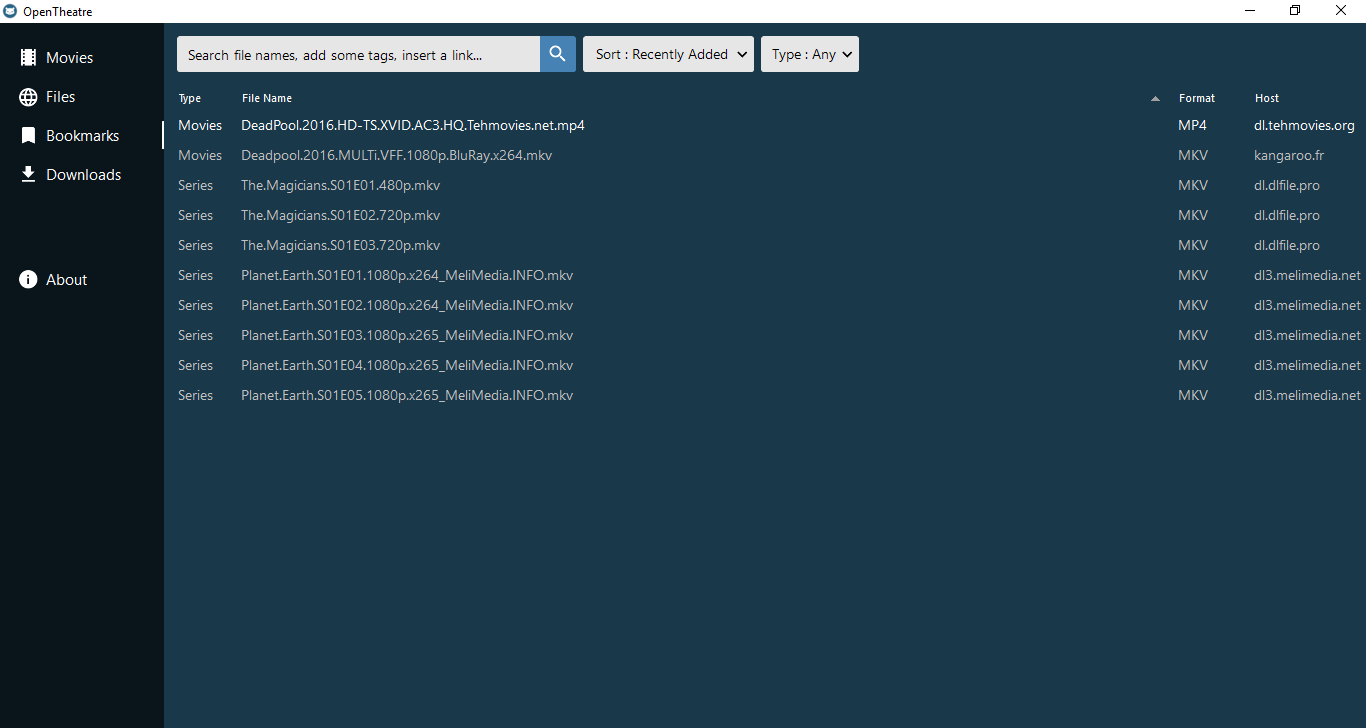 OpenTheatre
Movies
Files
Bookmarks
Downloads
About
Search file names, add some tags, insert a link...
Sort : Recently Added
Type : Any
Type File Name Format Host
Movies DeadPool.2016.HD-TS.XVID.AC3.HQ.Tehmovies.net.mp4 MP4 dl.tehmovies.org
Movies Deadpool.2016.MULTi.VFF.1080p.BluRay.x264.mkv MKV kangaroo.fr
Series The.Magicians.S01E01.480p.mkv MKV dl.dlfile.pro
Series The.Magicians.S01E02.720p.mkv MKV dl.dlfile.pro
Series The.Magicians.S01E03.720p.mkv MKV dl.dlfile.pro
Series Planet.Earth.S01E01.1080p.x264_MeliMedia.INFO.mkv MKV dl3.melimedia.net
Series Planet.Earth.S01E02.1080p.x264_MeliMedia.INFO.mkv MKV dl3.melimedia.net
Series Planet.Earth.S01E03.1080p.x265_MeliMedia.INFO.mkv MKV dl3.melimedia.net
Series Planet.Earth.S01E04.1080p.x265_MeliMedia.INFO.mkv MKV dl3.melimedia.net
Series Planet.Earth.S01E05.1080p.x265_MeliMedia.INFO.mkv MKV dl3.melimedia.net